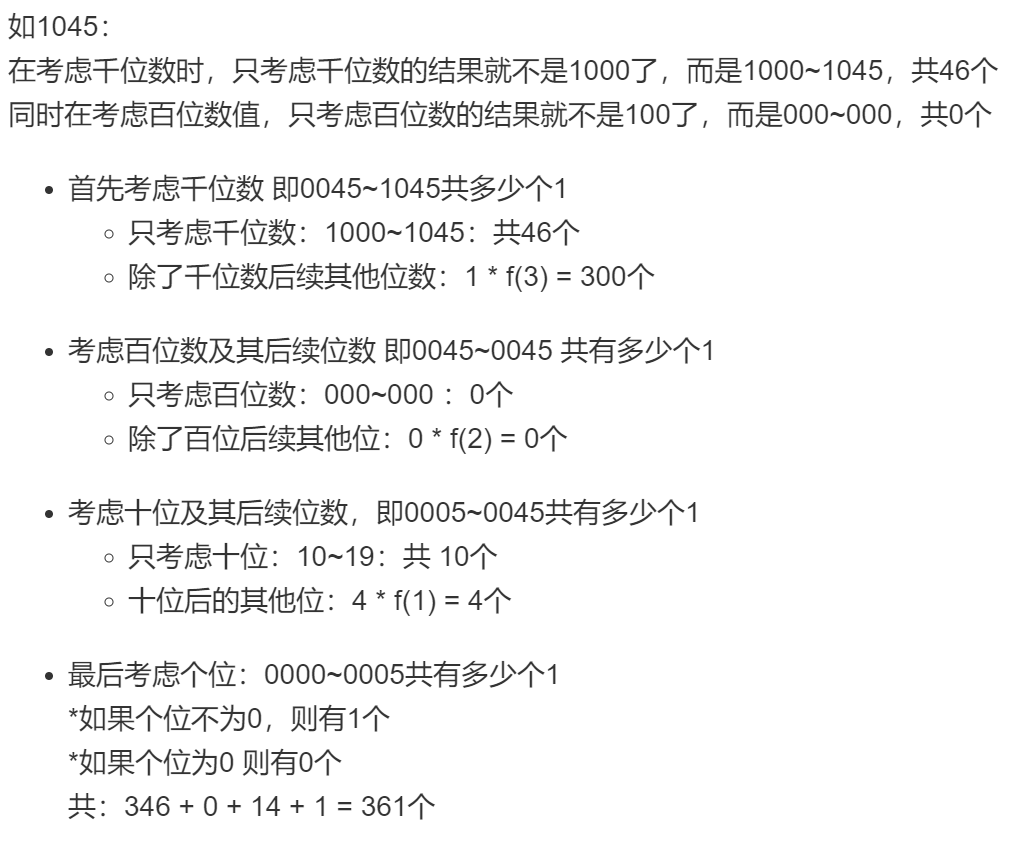 如1045：
在考虑千位数时，只考虑千位数的结果就不是1000了，而是1000~1045，共46个
同时在考虑百位数值，只考虑百位数的结果就不是100了，而是000~000，共0个
• 首先考虑千位数 即0045~1045共多少个1
◦ 只考虑千位数：1000~1045：共46个
◦ 除了千位数后续其他位数：1 * f(3) = 300个
• 考虑百位数及其后续位数 即0045~0045 共有多少个1
◦ 只考虑百位数：000~000 ：0个
◦ 除了百位后续其他位：0 * f(2) = 0个
• 考虑十位及其后续位数，即0005~0045共有多少个1
◦ 只考虑十位：10~19：共 10个
◦ 十位后的其他位：4 * f(1) = 4个
• 最后考虑个位：0000~0005共有多少个1
*如果个位不为0，则有1个
*如果个位为0 则有0个
共：346 + 0 + 14 + 1 = 361个